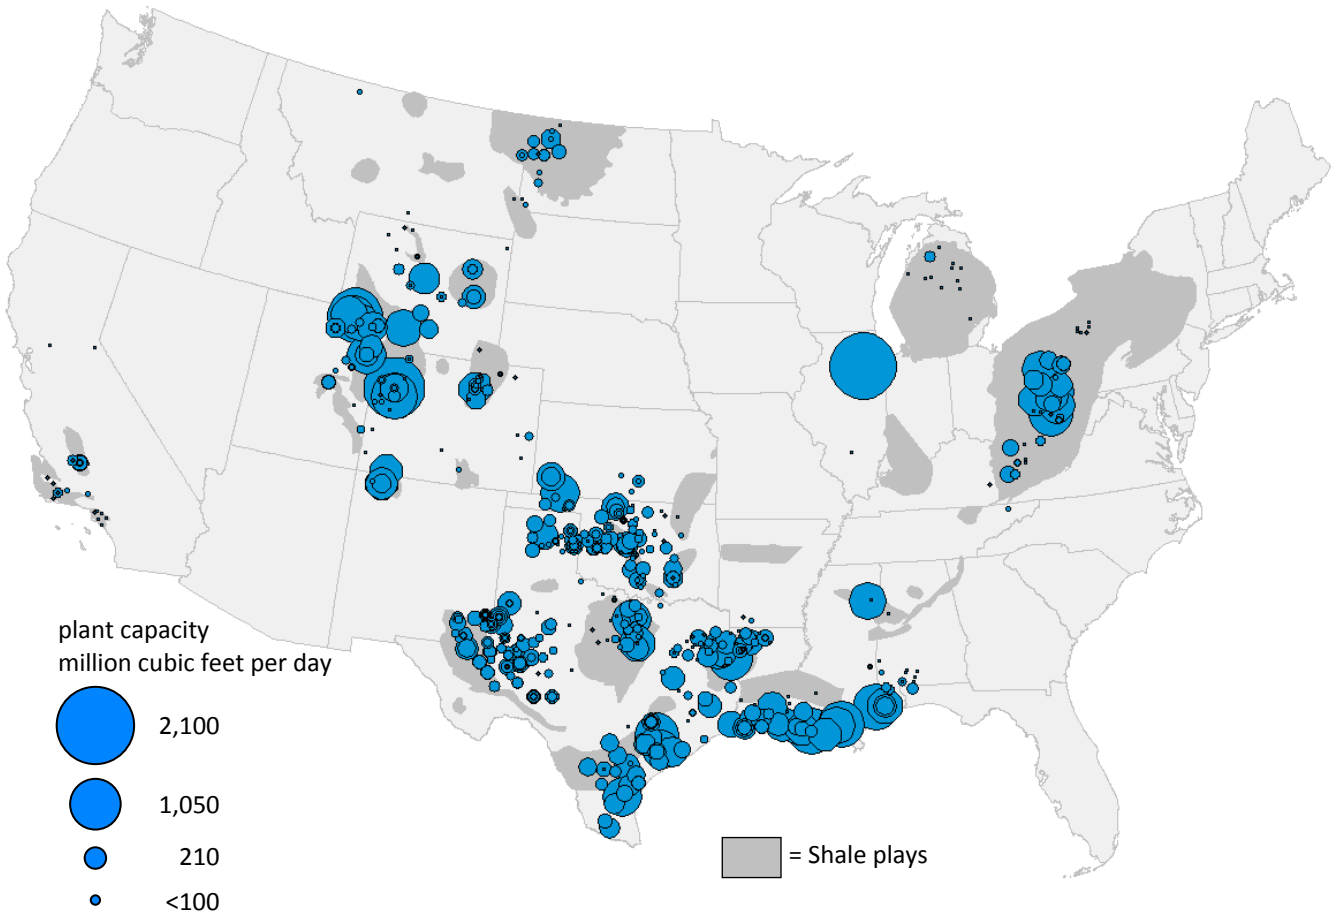 plant capacity
million cubic feet per day
2,100
1,050
210
<100
= Shale plays